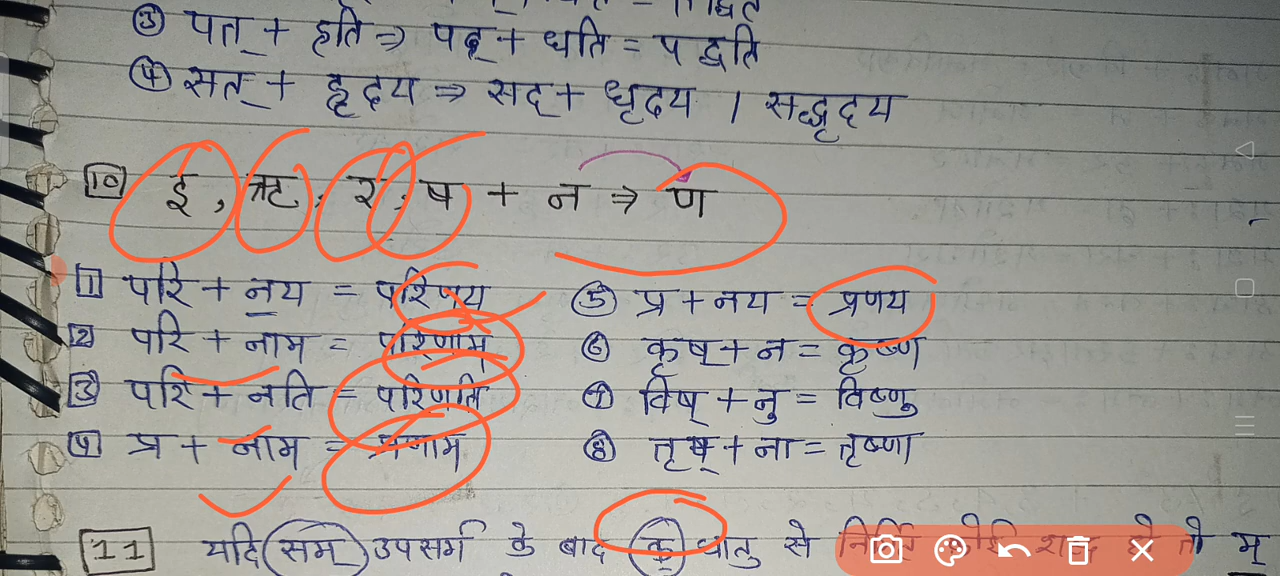 ③ पत् + हति ⇒ पद् + धति = पद्धति
④ सत् + हृदय ⇒ सद् + धृदय / सद्धृदय
10 इ, ऋ, र, ष + न ⇒ ण
1 परि + नय = परिणय
2 परि + नाम = परिणाम
3 परि + नति = परिणति
4 प्र + नाम = प्रणाम
⑤ प्र + नय = प्रणय
⑥ कृष् + न = कृष्ण
⑦ विष् + नु = विष्णु
⑧ तृष् + ना = तृष्णा
11 यदि सम् उपसर्ग के बाद कृ धातु से निर्मित कोई शब्द हो तो म्